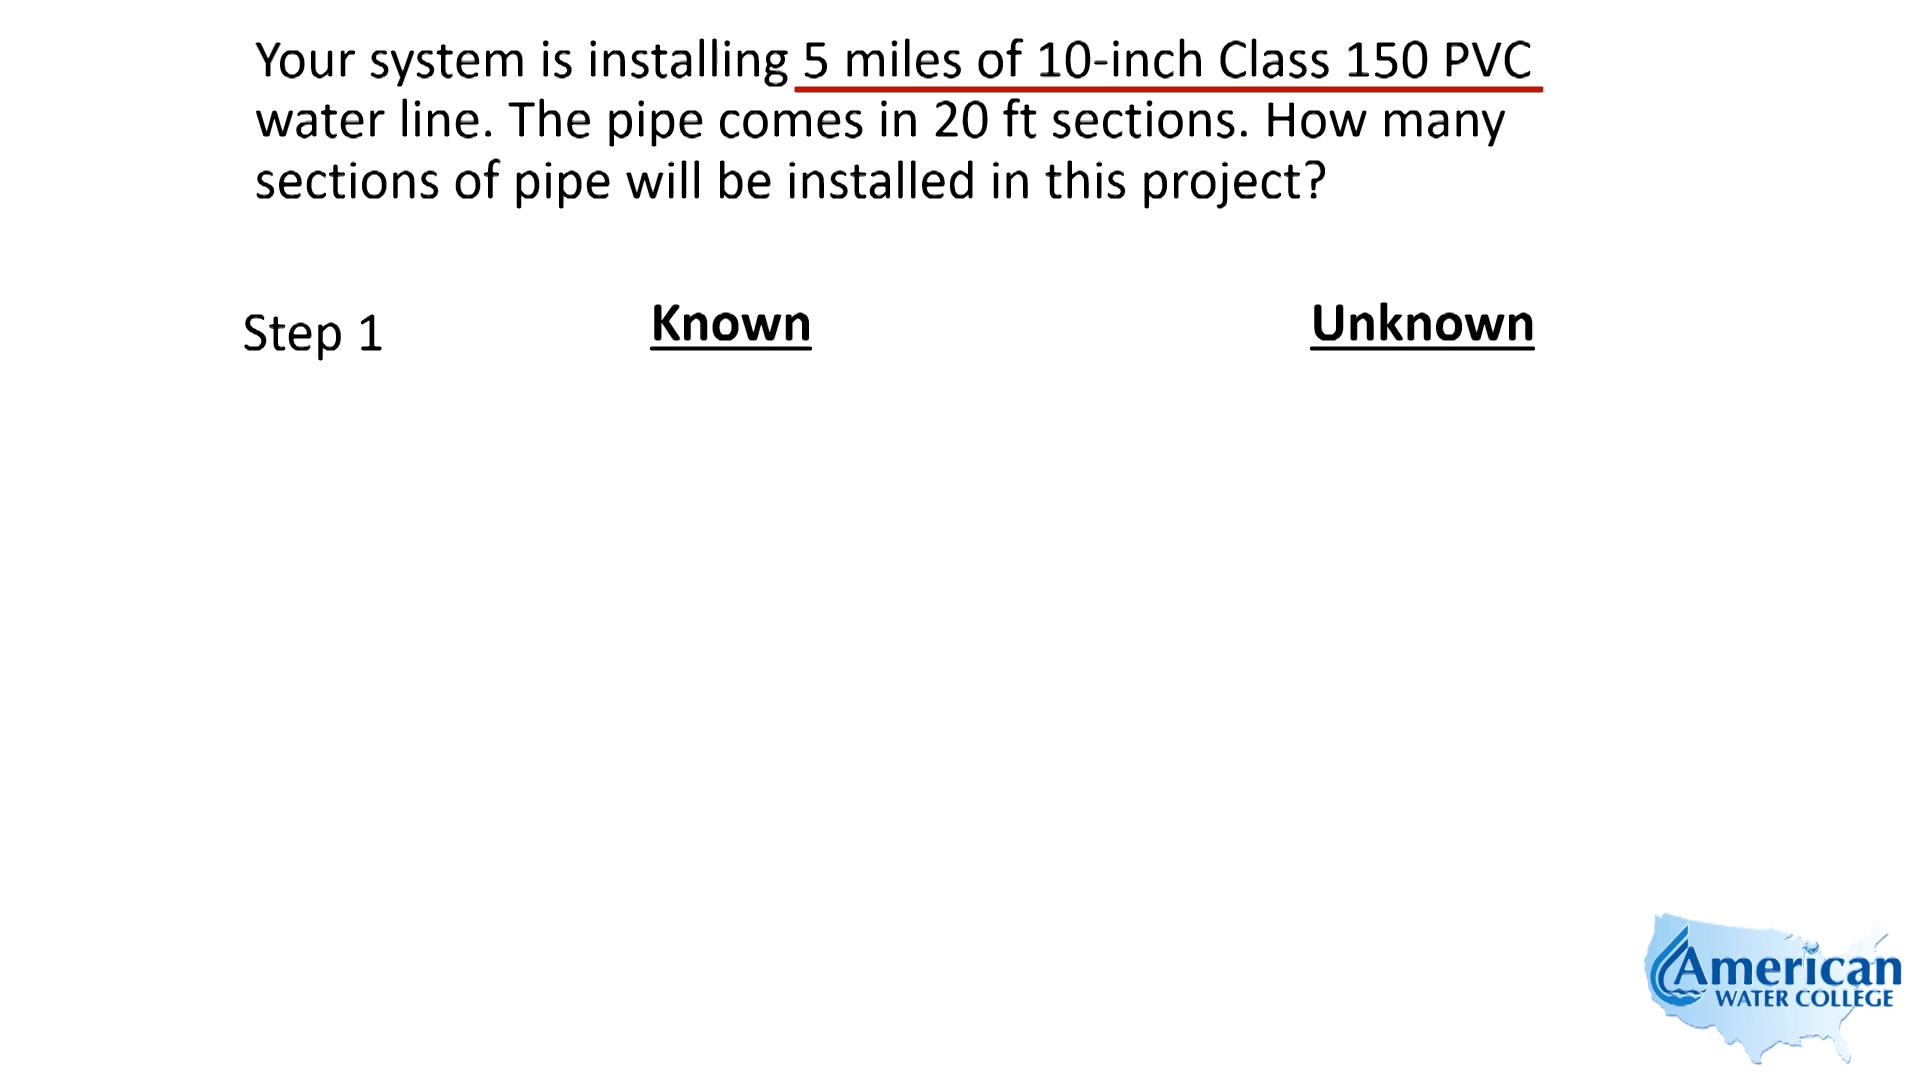 Your system is installing 5 miles of 10-inch Class 150 PVC
water line. The pipe comes in 20 ft sections. How many
sections of pipe will be installed in this project?
Step 1
Known
Unknown
American
WATER COLLEGE